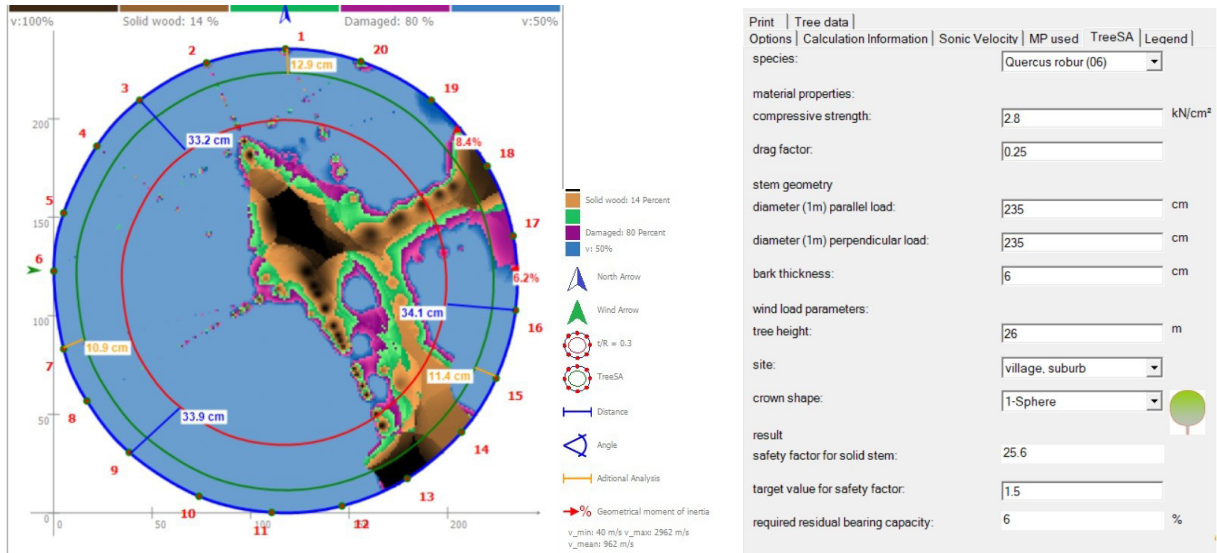 v:100%
Solid wood: 14 %
Damaged: 80 %
v:50%
1
2
20
3
19
4
18
5
17
6
16
7
15
8
14
9
13
10
11
12
12.9 cm
33.2 cm
8.4%
6.2%
34.1 cm
10.9 cm
11.4 cm
33.9 cm
200
150
100
50
0
0 50 100 150 200
Solid wood: 14 Percent
Damaged: 80 Percent
v: 50%
North Arrow
Wind Arrow
t/R = 0.3
TreeSA
Distance
Angle
Aditional Analysis
% Geometrical moment of inertia
v_min: 40 m/s v_max: 2962 m/s
v_mean: 962 m/s
Print Tree data
Options Calculation Information Sonic Velocity MP used TreeSA Legend
species: Quercus robur (06)
material properties:
compressive strength: 2.8 kN/cm²
drag factor: 0.25
stem geometry
diameter (1m) parallel load: 235 cm
diameter (1m) perpendicular load: 235 cm
bark thickness: 6 cm
wind load parameters:
tree height: 26 m
site: village, suburb
crown shape: 1-Sphere
result
safety factor for solid stem: 25.6
target value for safety factor: 1.5
required residual bearing capacity: 6 %